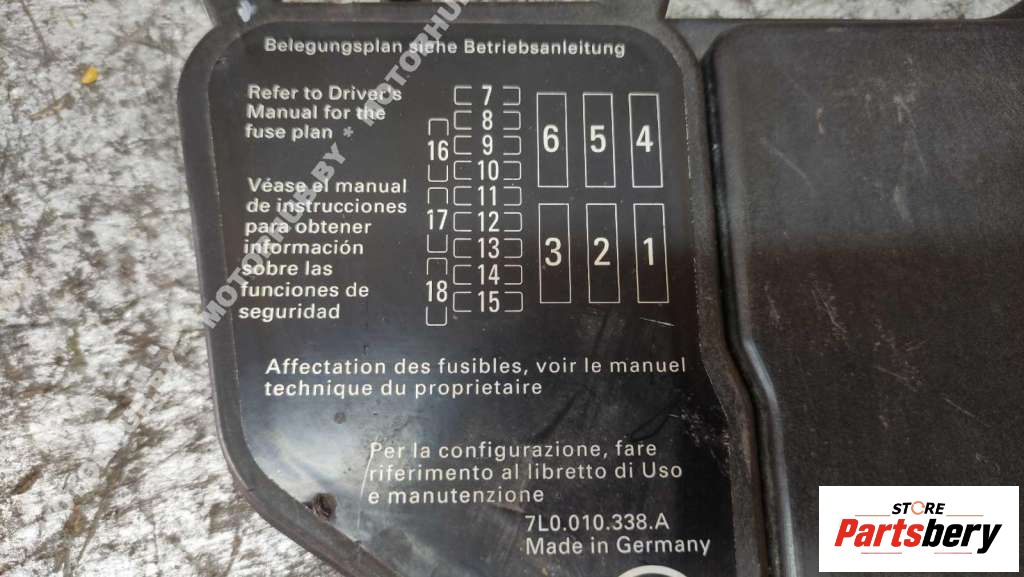 Belegungsplan siehe Betriebsanleitung
Refer to Driver's
Manual for the
fuse plan
Véase el manual
de instrucciones
para obtener
información
sobre las
funciones de
seguridad
7
8
9
10
11
12
13
14
15
16
17
18
6 5 4
3 2 1
Affectation des fusibles, voir le manuel
technique du proprietaire
Per la configurazione, fare
riferimento al libretto di Uso
e manutenzione
7L0.010.338.A
Made in Germany
STORE
Partsbery
* MOTORHUB.BY * MOTORHUB